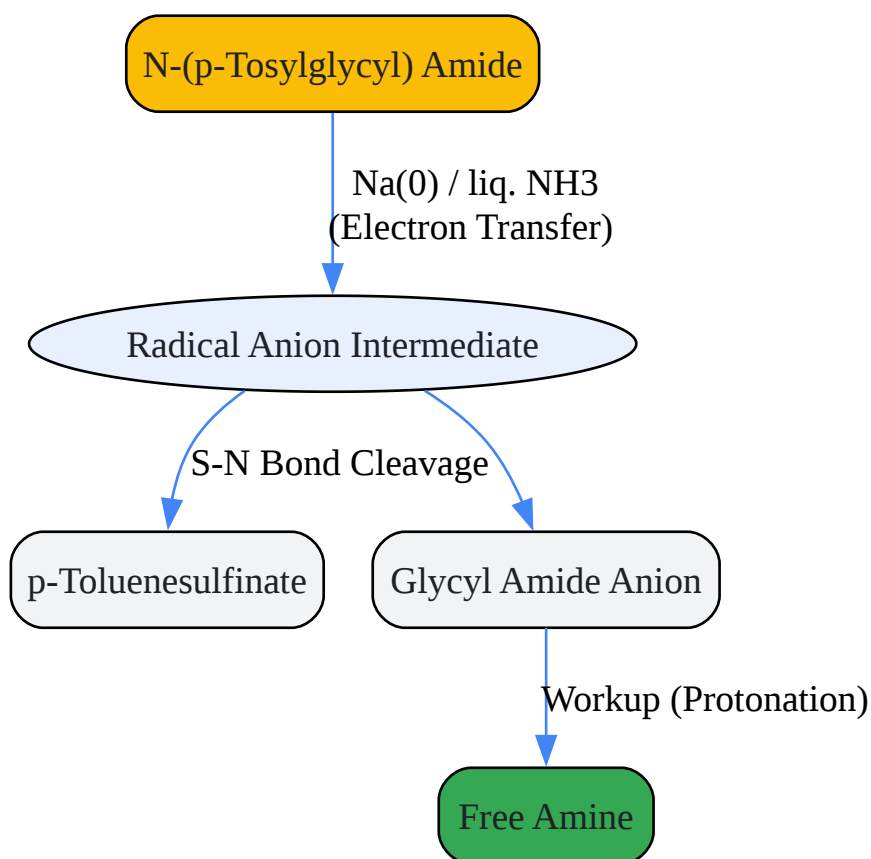 N-(p-Tosylglycyl) Amide
Na(0) / liq. NH3
(Electron Transfer)
Radical Anion Intermediate
S-N Bond Cleavage
p-Toluenesulfinate
Glycyl Amide Anion
Workup (Protonation)
Free Amine